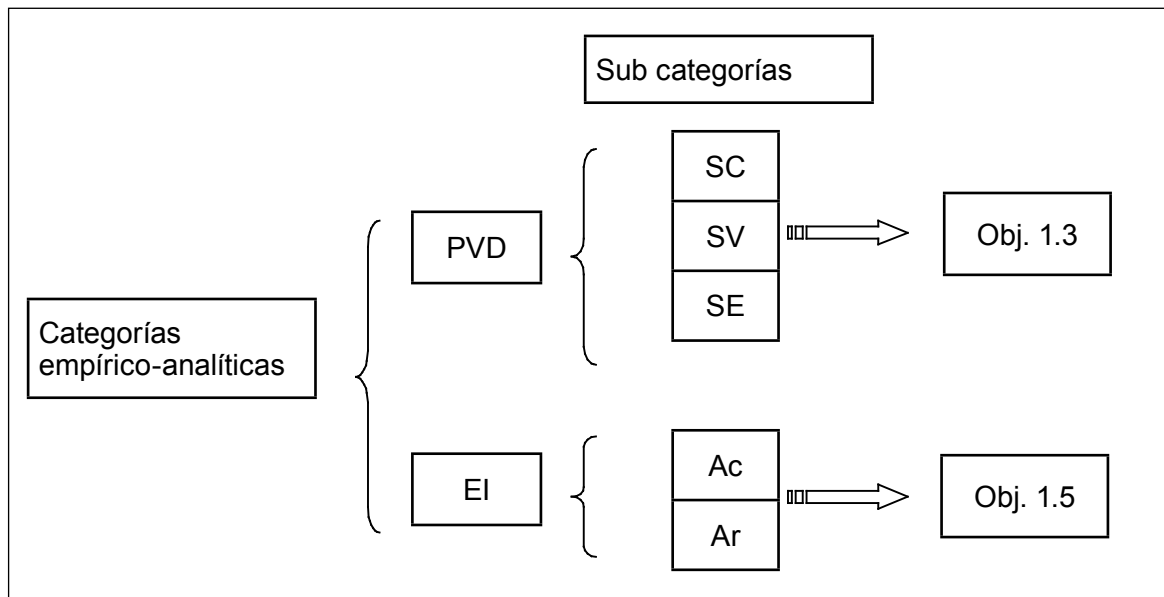 Sub categorías
SC
PVD
SV
Obj. 1.3
SE
Categorías
empírico-analíticas
EI
Ac
Obj. 1.5
Ar